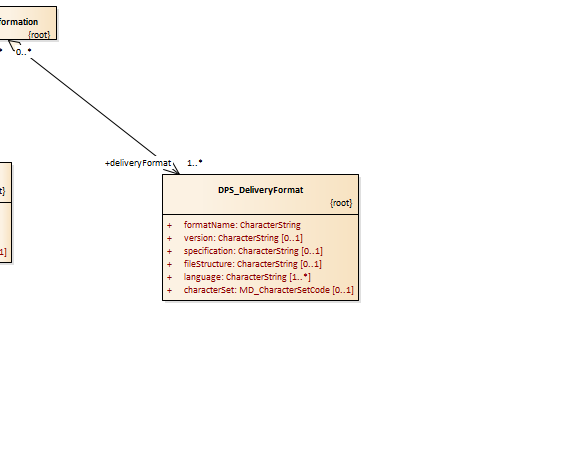 formation
{root}
0..*
+deliveryFormat 1..*
t}
DPS_DeliveryFormat
{root}
+ formatName: CharacterString
+ version: CharacterString [0..1]
1] + specification: CharacterString [0..1]
+ fileStructure: CharacterString [0..1]
+ language: CharacterString [1..*]
+ characterSet: MD_CharacterSetCode [0..1]